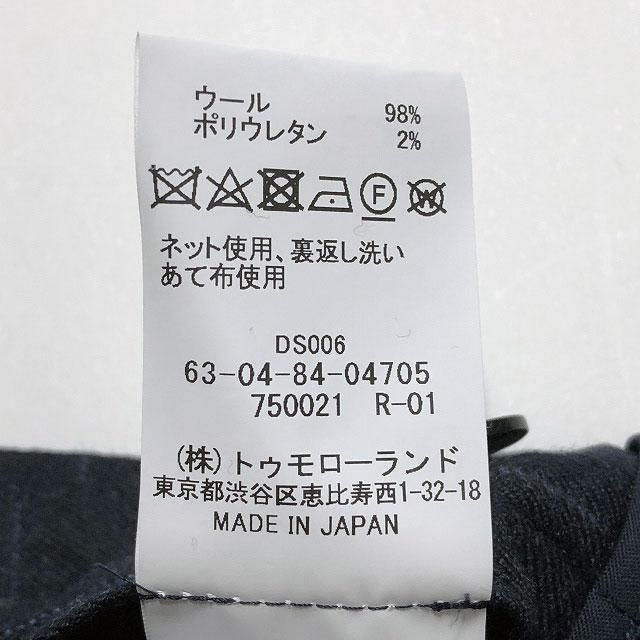 ウール 98%
ポリウレタン 2%
F W
ネット使用、裏返し洗い
あて布使用
DS006
63-04-84-04705
750021 R-01
(株)トゥモローランド
東京都渋谷区恵比寿西1-32-18
MADE IN JAPAN